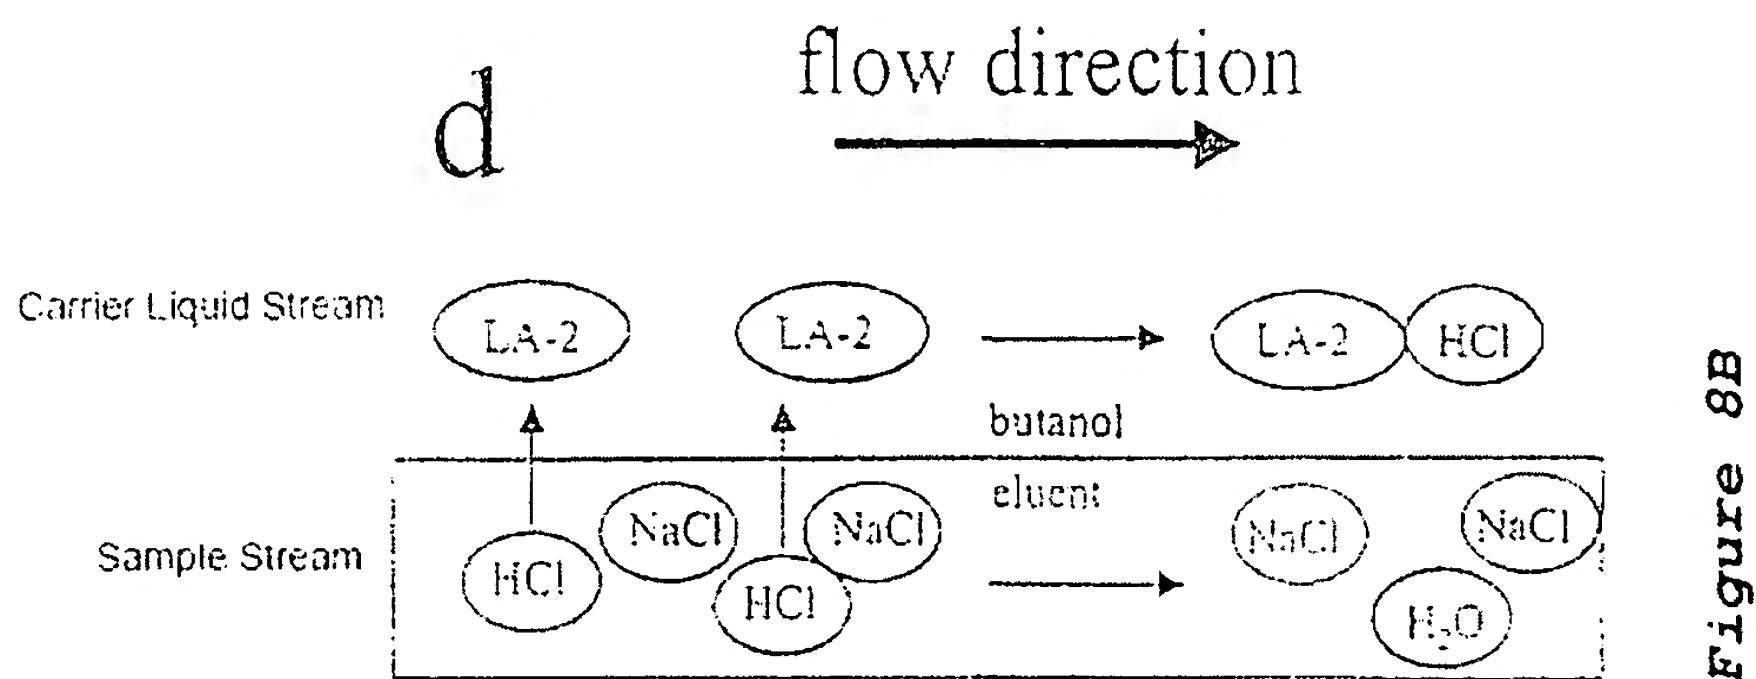 d
flow direction
Carrier Liquid Stream
LA-2
LA-2
LA-2
HCl
butanol
eluent
Sample Stream
HCl
NaCl
HCl
NaCl
NaCl
H₂O
NaCl
Figure 8B